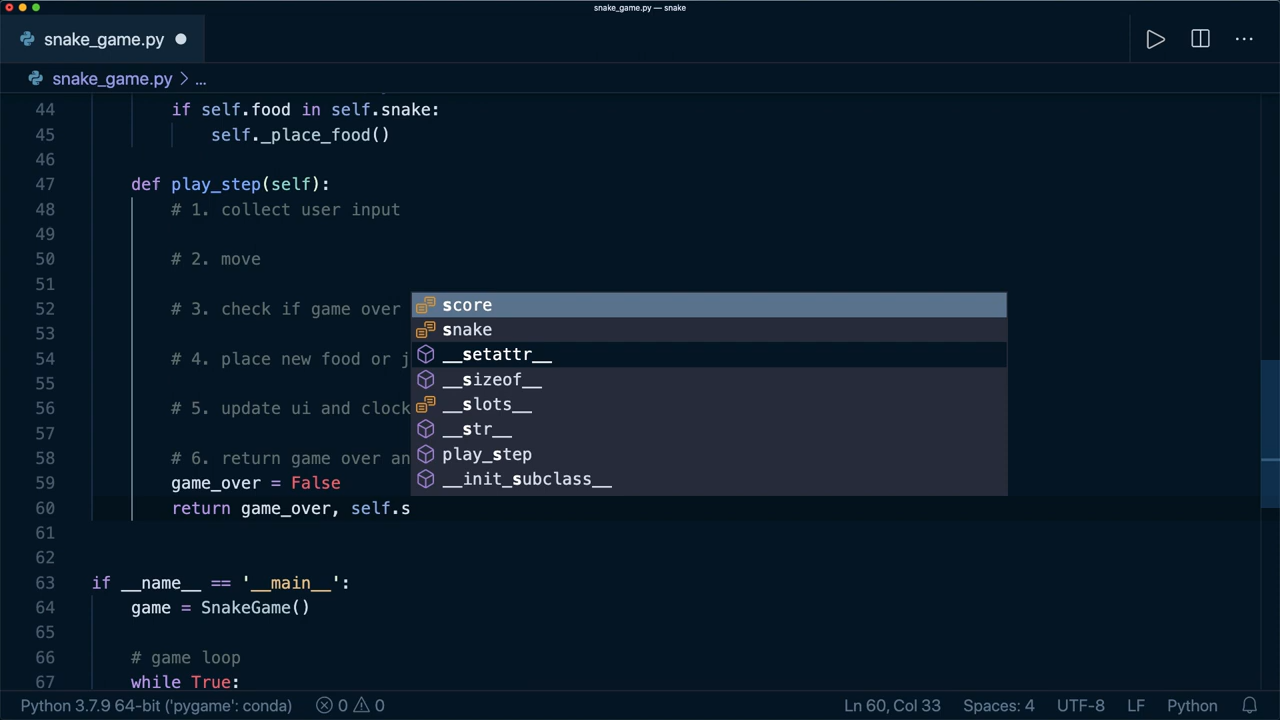 snake_game.py — snake
snake_game.py
snake_game.py > ...
44 if self.food in self.snake:
45 self._place_food()
46
47 def play_step(self):
48 # 1. collect user input
49
50 # 2. move
51
52 # 3. check if game over
53
54 # 4. place new food or j
55
56 # 5. update ui and clock
57
58 # 6. return game over an
59 game_over = False
60 return game_over, self.s
score
snake
__setattr__
__sizeof__
__slots__
__str__
play_step
__init_subclass__
61
62
63 if __name__ == '__main__':
64 game = SnakeGame()
65
66 # game loop
67 while True:
Python 3.7.9 64-bit ('pygame': conda) 0 0 Ln 60, Col 33 Spaces: 4 UTF-8 LF Python